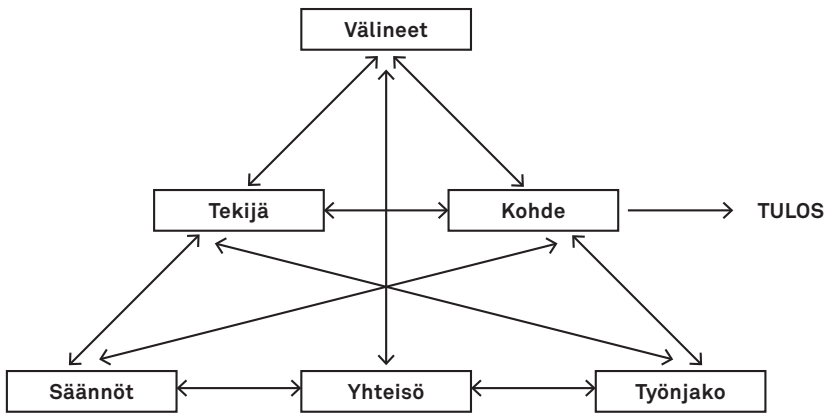 Välineet
Tekijä
Kohde
TULOS
Säännöt
Yhteisö
Työnjako